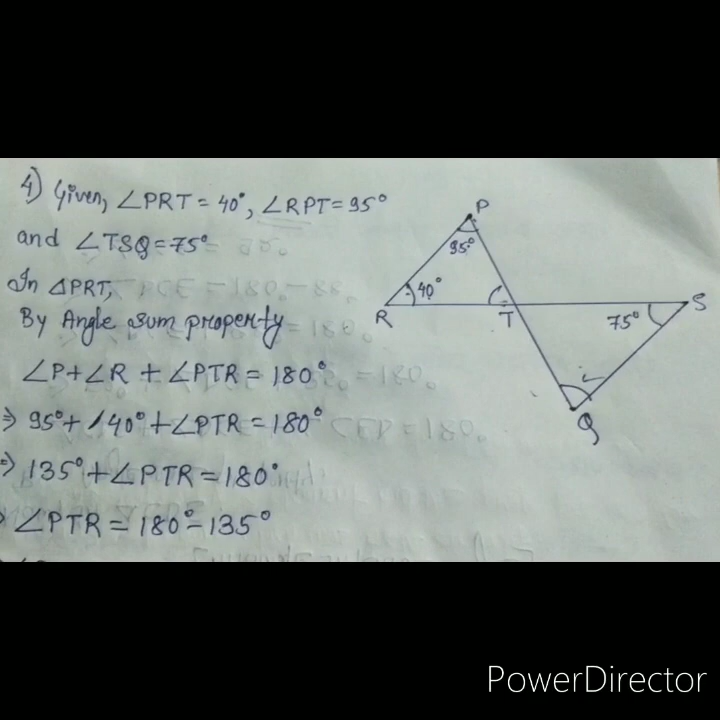 4) Given, ∠PRT = 40°, ∠RPT = 95°
and ∠TSQ = 75°
In △PRT,
By Angle sum property
∠P + ∠R + ∠PTR = 180°
⇒ 95° + 40° + ∠PTR = 180°
⇒ 135° + ∠PTR = 180°
⇒ ∠PTR = 180° - 135°
P
95°
40°
R
T
75°
S
Q
PowerDirector